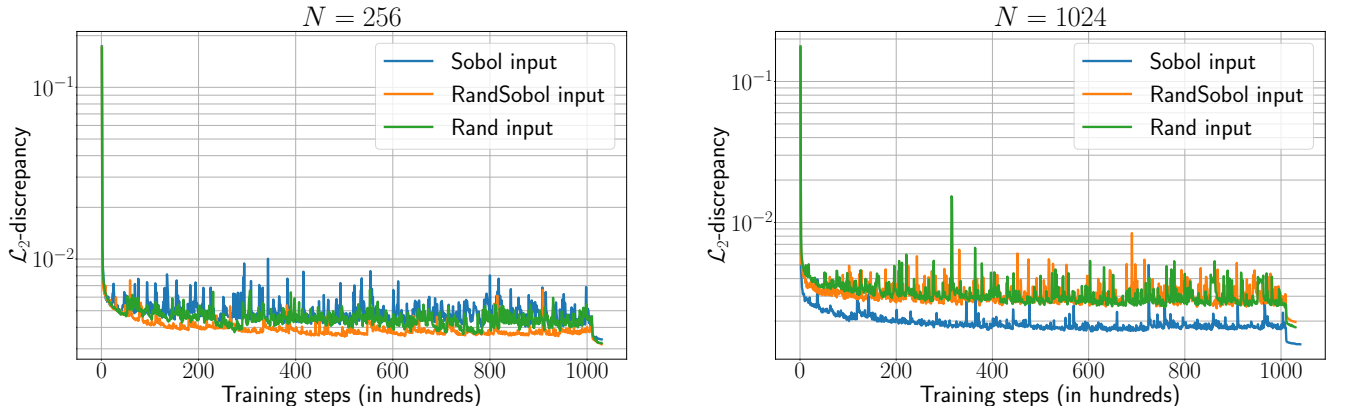 N = 256
10⁻¹
10⁻²
0
200
400
600
800
1000
Training steps (in hundreds)
𝓛₂-discrepancy
Sobol input
RandSobol input
Rand input
N = 1024
10⁻¹
10⁻²
0
200
400
600
800
1000
Training steps (in hundreds)
𝓛₂-discrepancy
Sobol input
RandSobol input
Rand input